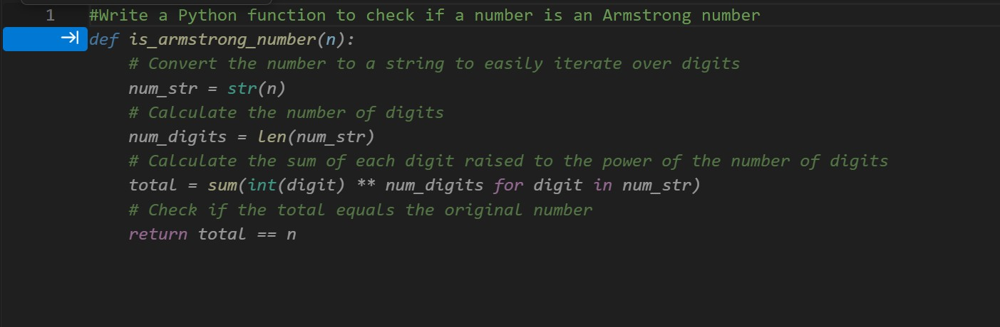 1 #Write a Python function to check if a number is an Armstrong number
def is_armstrong_number(n):
    # Convert the number to a string to easily iterate over digits
    num_str = str(n)
    # Calculate the number of digits
    num_digits = len(num_str)
    # Calculate the sum of each digit raised to the power of the number of digits
    total = sum(int(digit) ** num_digits for digit in num_str)
    # Check if the total equals the original number
    return total == n